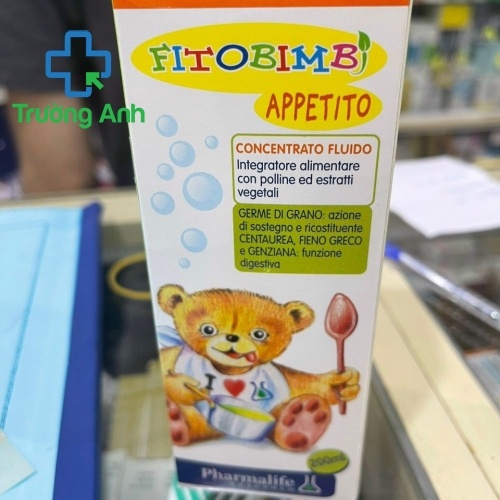 FITOBIMBI
APPETITO
Trường Anh
CONCENTRATO FLUIDO
Integratore alimentare
con polline ed estratti
vegetali
GERME DI GRANO: azione
di sostegno e ricostituente
CENTAUREA, FIENO GRECO
e GENZIANA: funzione
digestiva
I
200ml
Pharmalife